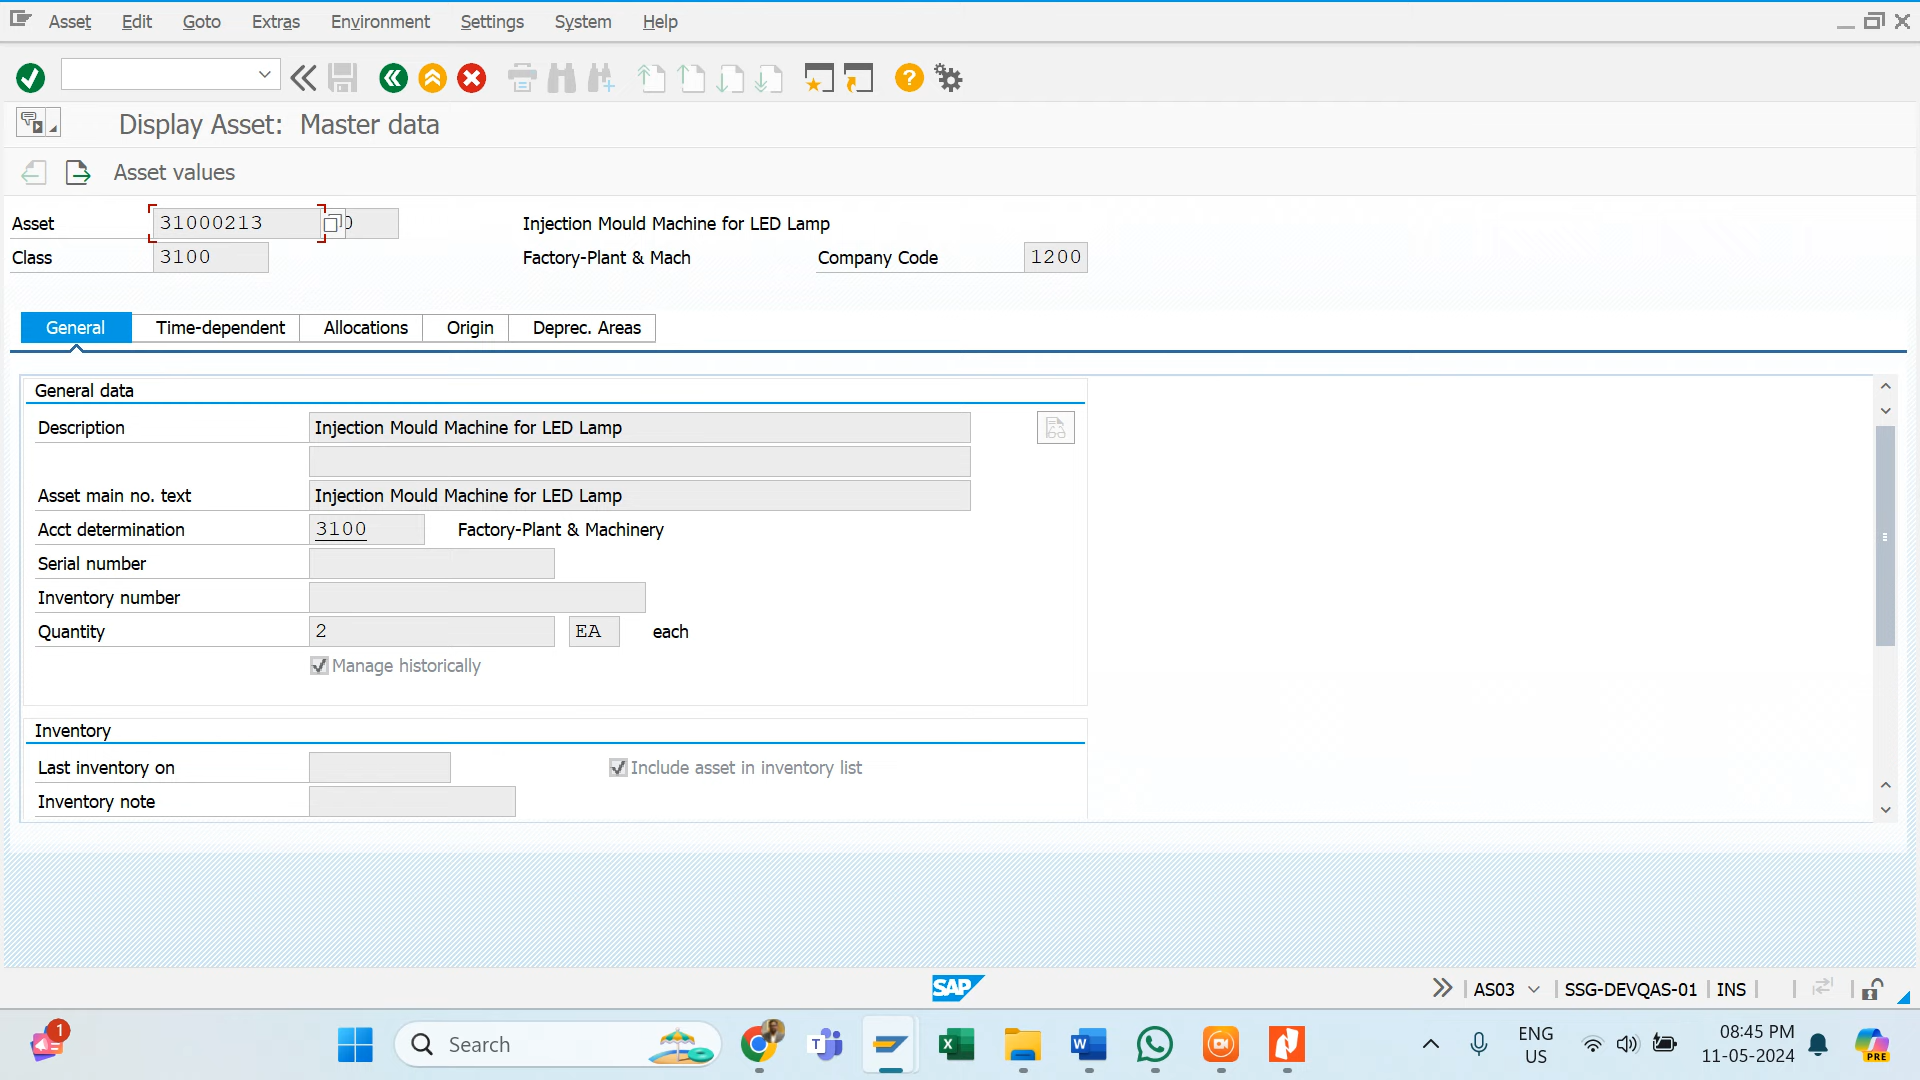 Asset Edit Goto Extras Environment Settings System Help
Display Asset: Master data
Asset values
Asset 31000213 0 Injection Mould Machine for LED Lamp
Class 3100 Factory-Plant & Mach Company Code 1200
General Time-dependent Allocations Origin Deprec. Areas
General data
Description Injection Mould Machine for LED Lamp
Asset main no. text Injection Mould Machine for LED Lamp
Acct determination 3100 Factory-Plant & Machinery
Serial number
Inventory number
Quantity 2 EA each
Manage historically
Inventory
Last inventory on Include asset in inventory list
Inventory note
SAP AS03 SSG-DEVQAS-01 INS
1 Search ENG 08:45 PM
US 11-05-2024 PRE